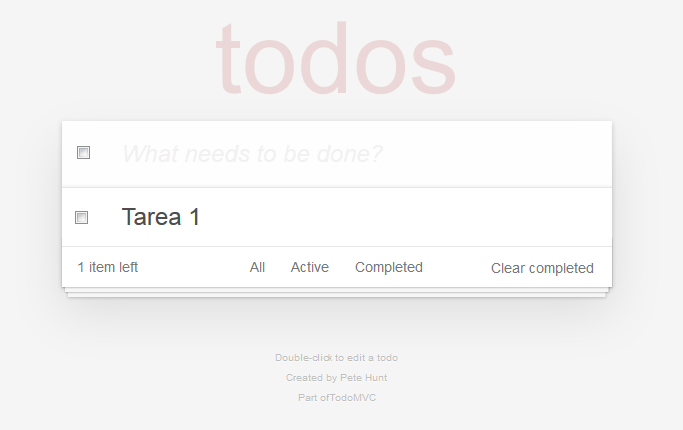 todos
What needs to be done?
Tarea 1
1 item left All Active Completed Clear completed
Double-click to edit a todo
Created by Pete Hunt
Part ofTodoMVC